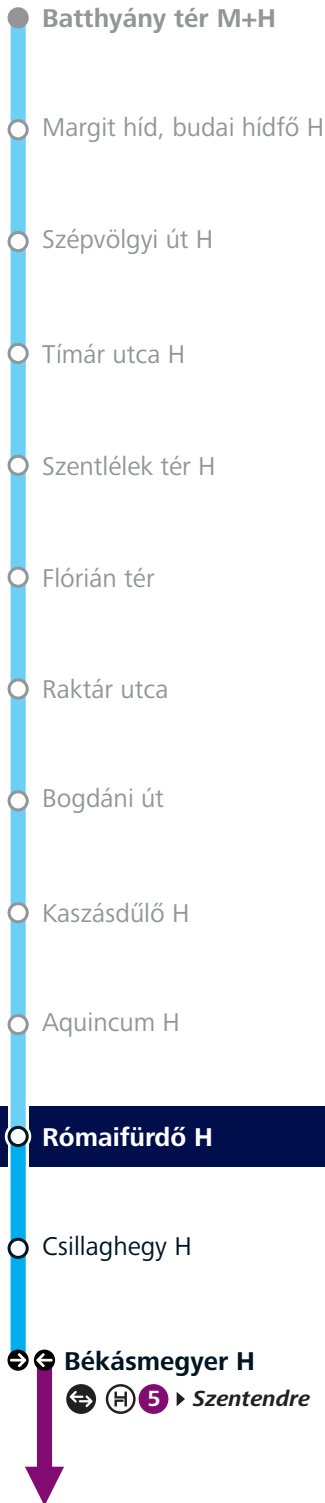 Batthyány tér M+H
Margit híd, budai hídfő H
Szépvölgyi út H
Tímár utca H
Szentlélek tér H
Flórián tér
Raktár utca
Bogdáni út
Kaszásdűlő H
Aquincum H
Rómaifürdő H
Csillaghegy H
Békásmegyer H
H 5 Szentendre